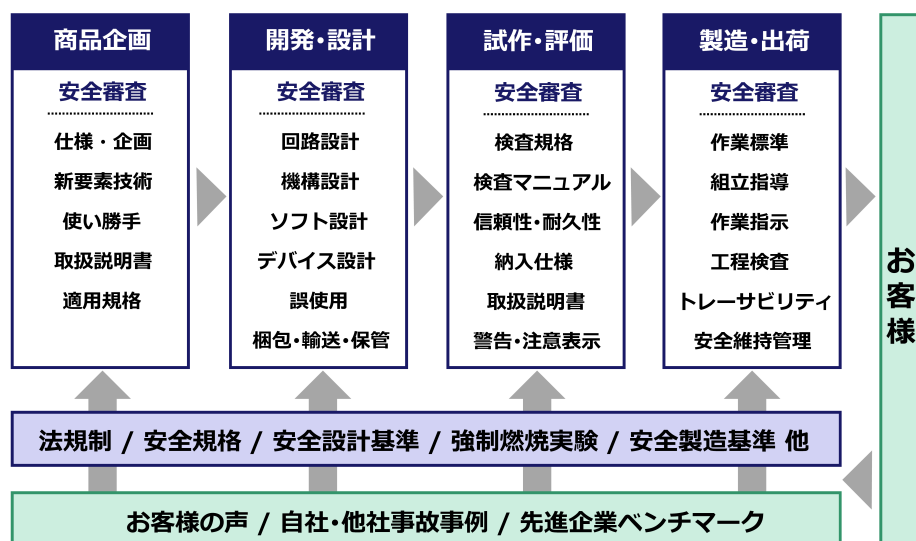 商品企画
安全審査
仕様・企画
新要素技術
使い勝手
取扱説明書
適用規格
開発・設計
安全審査
回路設計
機構設計
ソフト設計
デバイス設計
誤使用
梱包・輸送・保管
試作・評価
安全審査
検査規格
検査マニュアル
信頼性・耐久性
納入仕様
取扱説明書
警告・注意表示
製造・出荷
安全審査
作業標準
組立指導
作業指示
工程検査
トレーサビリティ
安全維持管理
お客様
法規制 / 安全規格 / 安全設計基準 / 強制燃焼実験 / 安全製造基準 他
お客様の声 / 自社・他社事故事例 / 先進企業ベンチマーク